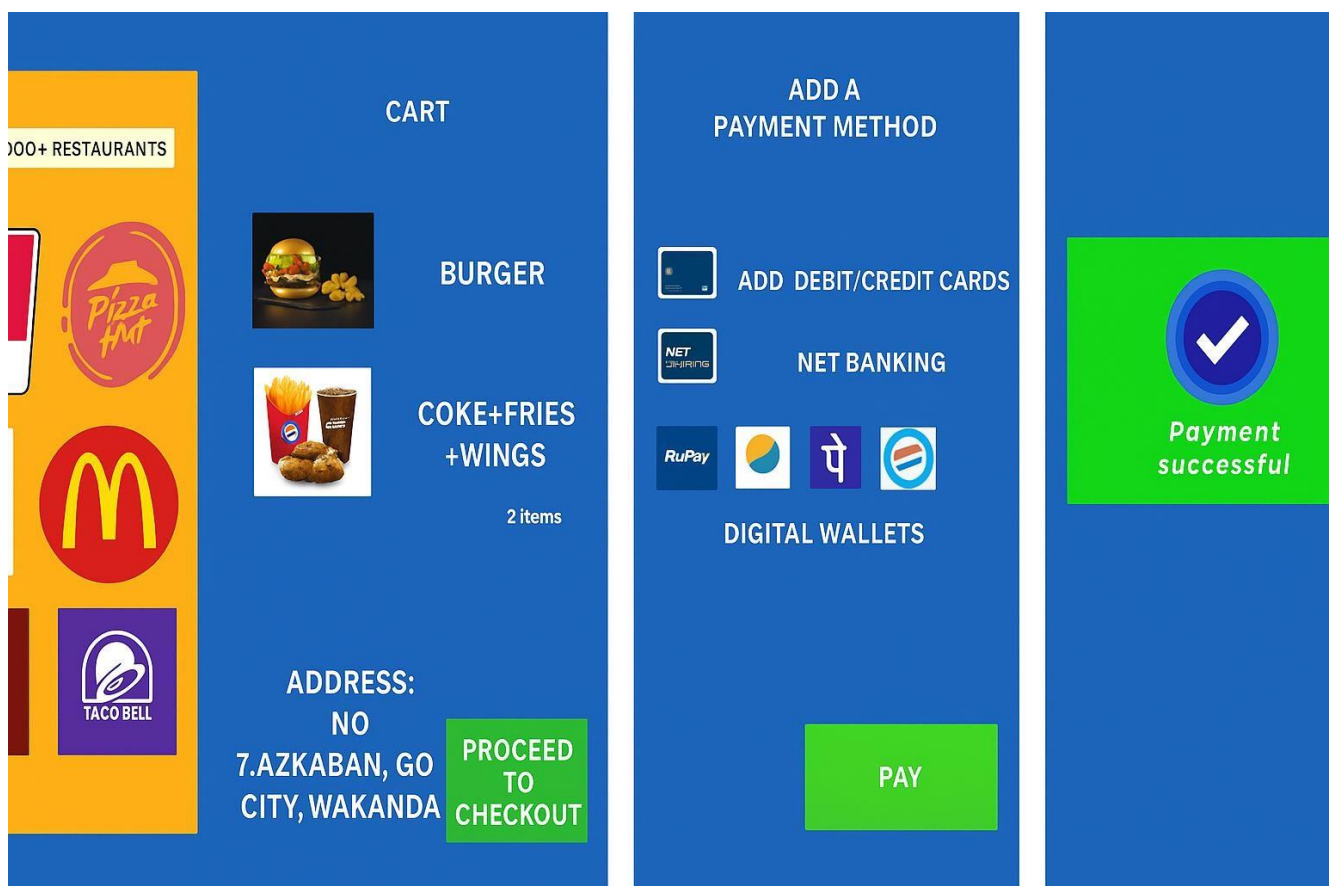 000+ RESTAURANTS
Pizza
Hut
TACO BELL
CART
BURGER
COKE+FRIES
+WINGS
2 items
ADDRESS:
NO
7.AZKABAN, GO
CITY, WAKANDA
PROCEED
TO
CHECKOUT
ADD A
PAYMENT METHOD
ADD DEBIT/CREDIT CARDS
NET
NET BANKING
RuPay
पे
DIGITAL WALLETS
PAY
Payment
successful